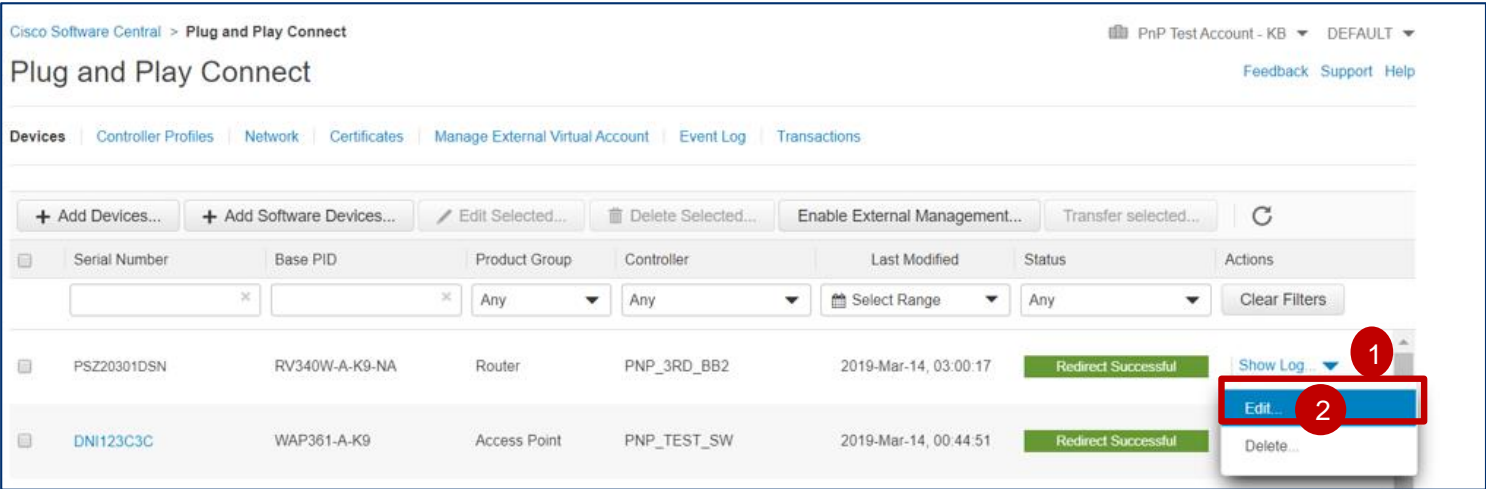 Cisco Software Central > Plug and Play Connect
PnP Test Account - KB DEFAULT
Plug and Play Connect
Feedback Support Help
Devices Controller Profiles Network Certificates Manage External Virtual Account Event Log Transactions
+ Add Devices... + Add Software Devices... Edit Selected... Delete Selected... Enable External Management... Transfer selected...
Serial Number Base PID Product Group Controller Last Modified Status Actions
× × Any Any Select Range Any Clear Filters
PSZ20301DSN RV340W-A-K9-NA Router PNP_3RD_BB2 2019-Mar-14, 03:00:17 Redirect Successful Show Log... 1
Edit... 2
DNI123C3C WAP361-A-K9 Access Point PNP_TEST_SW 2019-Mar-14, 00:44:51 Redirect Successful Delete...